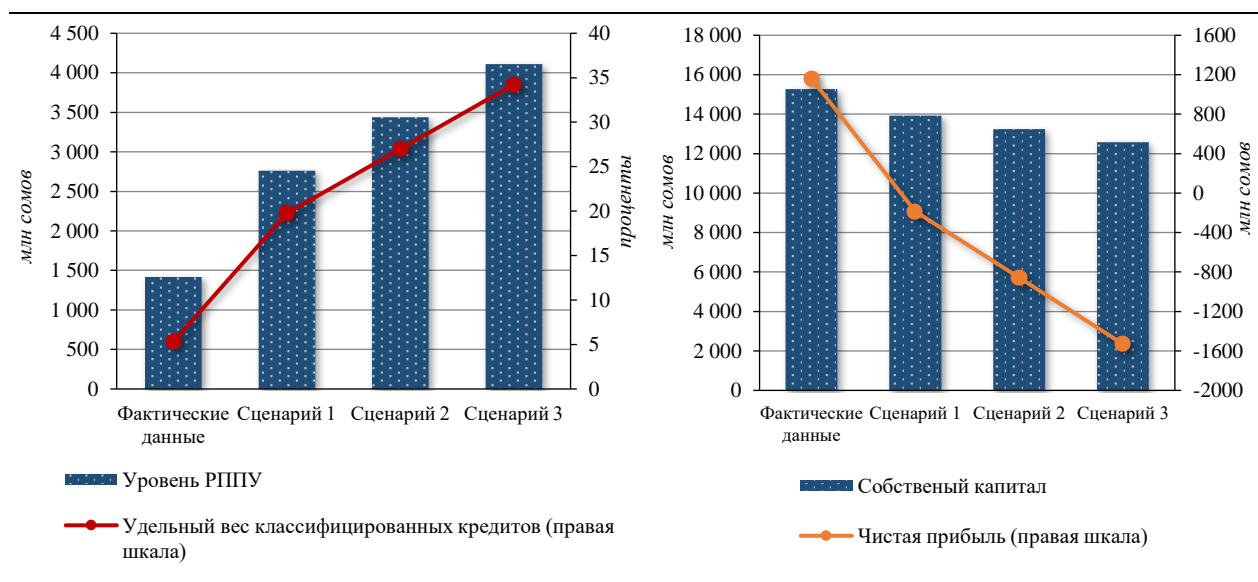 4 500
4 000
3 500
3 000
2 500
2 000
1 500
1 000
500
0
млн сомов
40
35
30
25
20
15
10
5
0
проценты
Фактические данные
Сценарий 1
Сценарий 2
Сценарий 3
Уровень РППУ
Удельный вес классифицированных кредитов (правая
шкала)
18 000
16 000
14 000
12 000
10 000
8 000
6 000
4 000
2 000
0
млн сомов
1600
1200
800
400
0
-400
-800
-1200
-1600
-2000
млн сомов
Фактические
данные
Сценарий 1
Сценарий 2
Сценарий 3
Собственый капитал
Чистая прибыль (правая шкала)